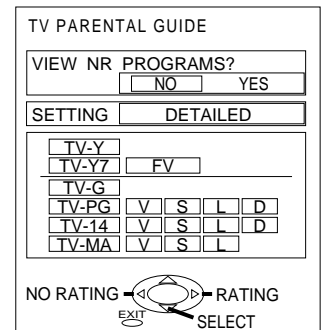 TV PARENTAL GUIDE
VIEW NR PROGRAMS?
NO YES
SETTING DETAILED
TV-Y
TV-Y7 FV
TV-G
TV-PG V S L D
TV-14 V S L D
TV-MA V S L
NO RATING RATING
EXIT SELECT